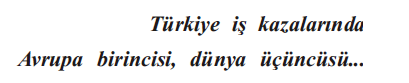 Türkiye iş kazalarında
Avrupa birincisi, dünya üçüncüsü...